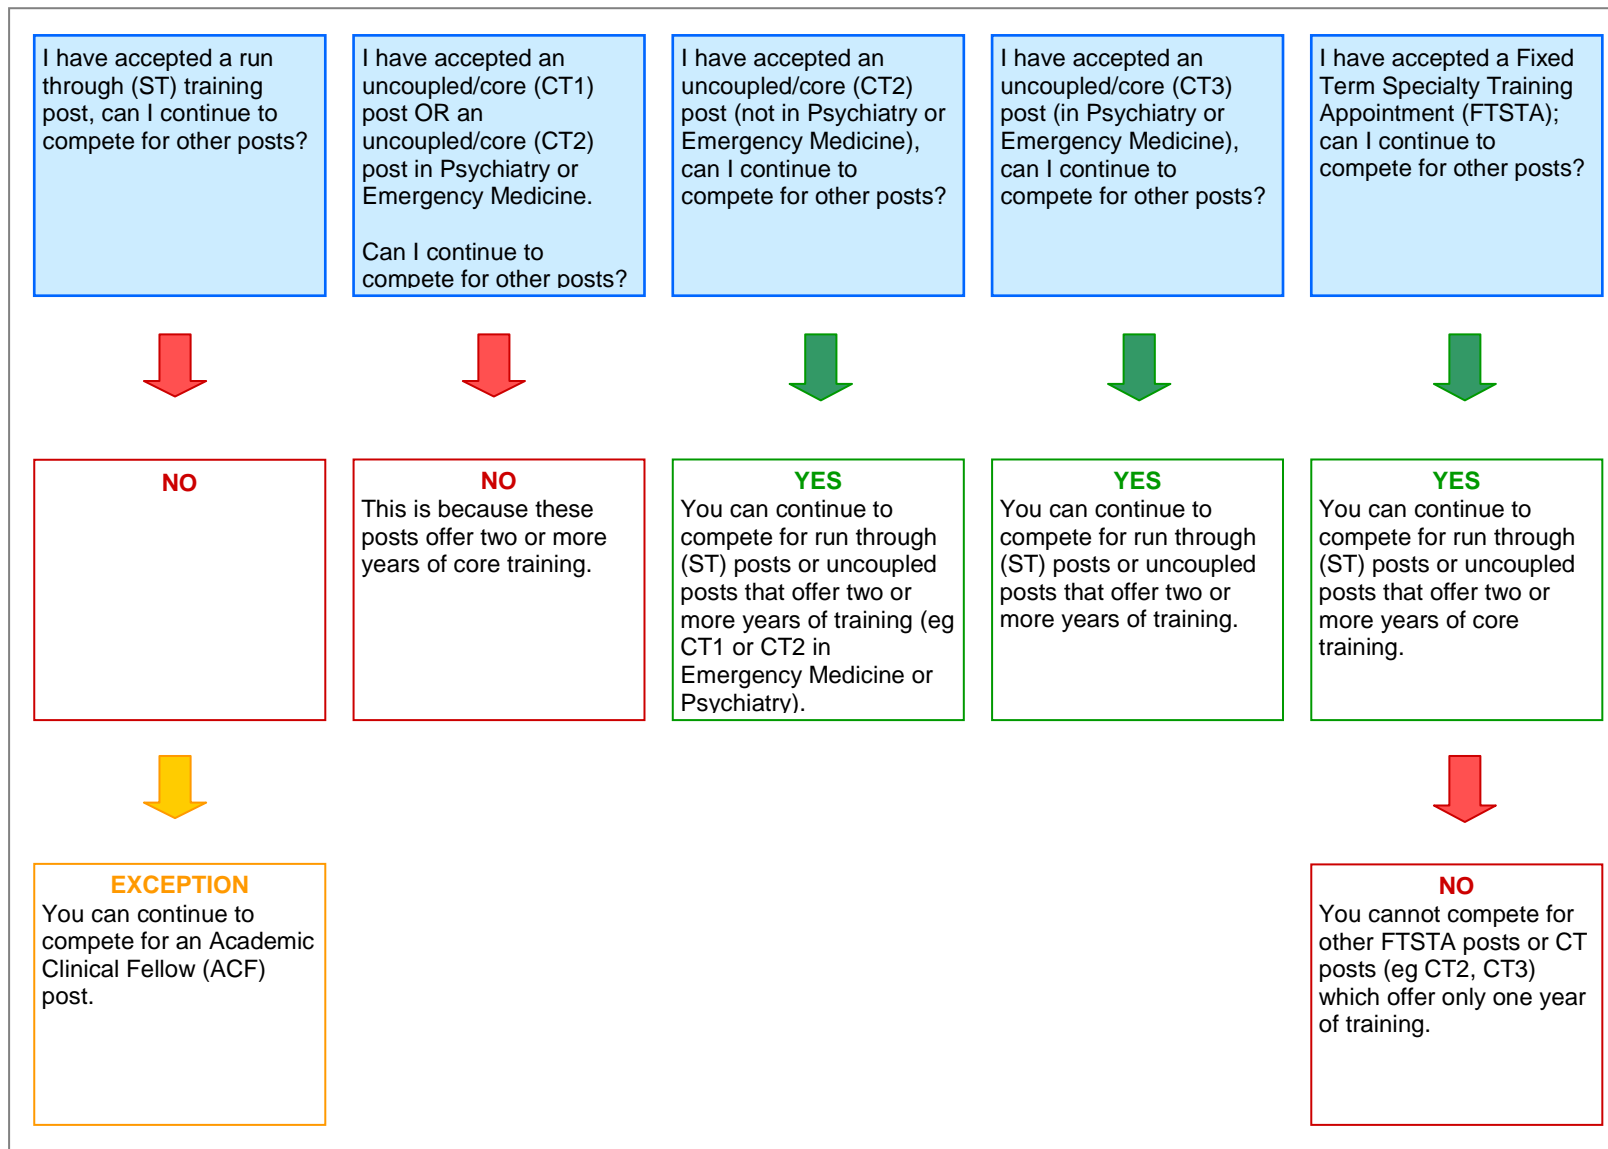 I have accepted a run
through (ST) training
post, can I continue to
compete for other posts?
I have accepted an
uncoupled/core (CT1)
post OR an
uncoupled/core (CT2)
post in Psychiatry or
Emergency Medicine.
Can I continue to
compete for other posts?
I have accepted an
uncoupled/core (CT2)
post (not in Psychiatry or
Emergency Medicine),
can I continue to
compete for other posts?
I have accepted an
uncoupled/core (CT3)
post (in Psychiatry or
Emergency Medicine),
can I continue to
compete for other posts?
I have accepted a Fixed
Term Specialty Training
Appointment (FTSTA);
can I continue to
compete for other posts?
NO
NO
This is because these
posts offer two or more
years of core training.
YES
You can continue to
compete for run through
(ST) posts or uncoupled
posts that offer two or
more years of training (eg
CT1 or CT2 in
Emergency Medicine or
Psychiatry).
YES
You can continue to
compete for run through
(ST) posts or uncoupled
posts that offer two or
more years of training.
YES
You can continue to
compete for run through
(ST) posts or uncoupled
posts that offer two or
more years of core
training.
EXCEPTION
You can continue to
compete for an Academic
Clinical Fellow (ACF)
post.
NO
You cannot compete for
other FTSTA posts or CT
posts (eg CT2, CT3)
which offer only one year
of training.